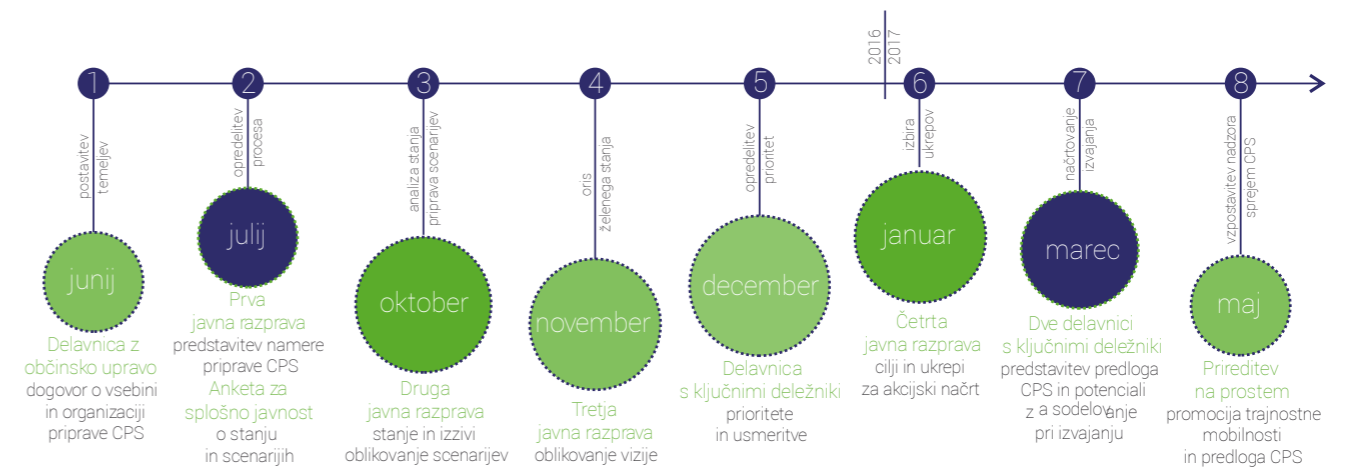 2016
2017
1
2
3
4
5
6
7
8
postavitev
temeljev
opredelitev
procesa
analiza stanja
priprava scenarijev
oris
želenega stanja
opredelitev
prioritet
izbira
ukrepov
načrtovanje
izvajanja
vzpostavitev nadzora
sprejem CPS
junij
Delavnica z
občinsko upravo
dogovor o vsebini
in organizaciji
priprave CPS
julij
Prva
javna razprava
predstavitev namere
priprave CPS
Anketa za
splošno javnost
o stanju
in scenarijih
oktober
Druga
javna razprava
stanje in izzivi
oblikovanje scenarijev
november
Tretja
javna razprava
oblikovanje vizije
december
Delavnica
s ključnimi deležniki
prioritete
in usmeritve
januar
Četrta
javna razprava
cilji in ukrepi
za akcijski načrt
marec
Dve delavnici
s ključnimi deležniki
predstavitev predloga
CPS in potenciali
z a sodelovanje
pri izvajanju
maj
Prireditev
na prostem
promocija trajnostne
mobilnosti
in predloga CPS